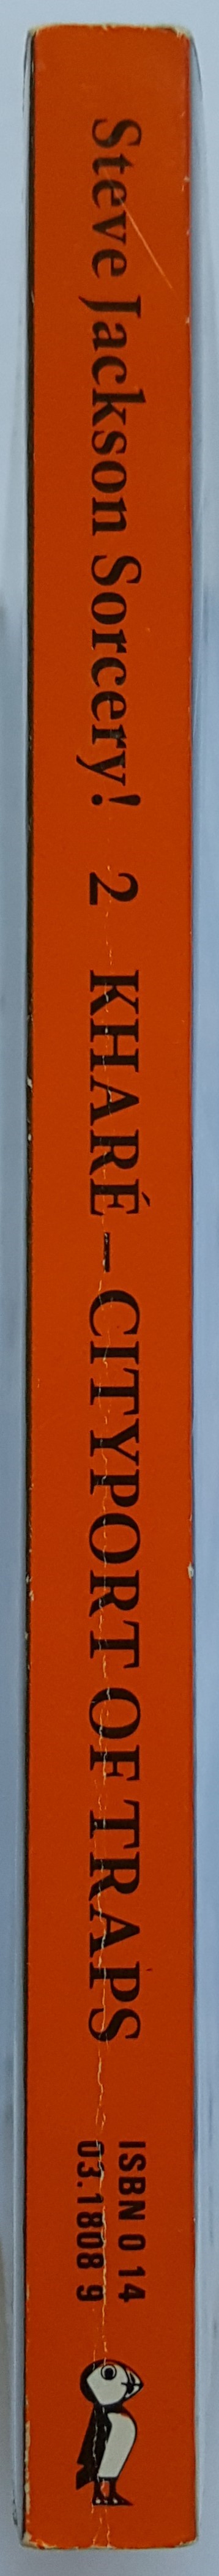 Steve Jackson Sorcery! 2 KHARÉ – CITYPORT OF TRAPS
ISBN 0 14
03.1808 9